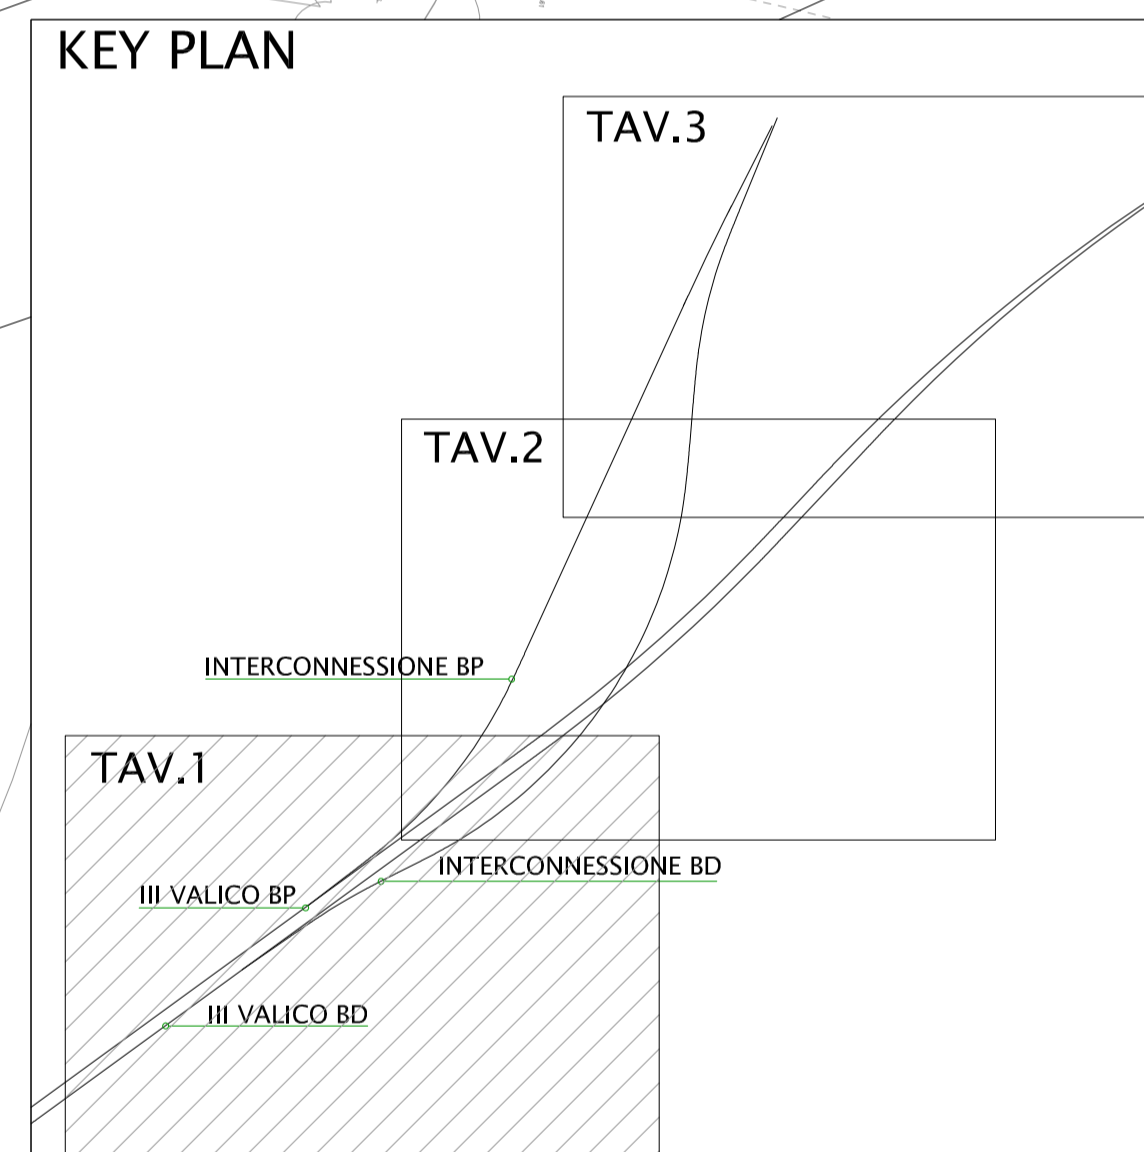 KEY PLAN
TAV.3
TAV.2
INTERCONNESSIONE BP
TAV.1
INTERCONNESSIONE BD
III VALICO BP
III VALICO BD